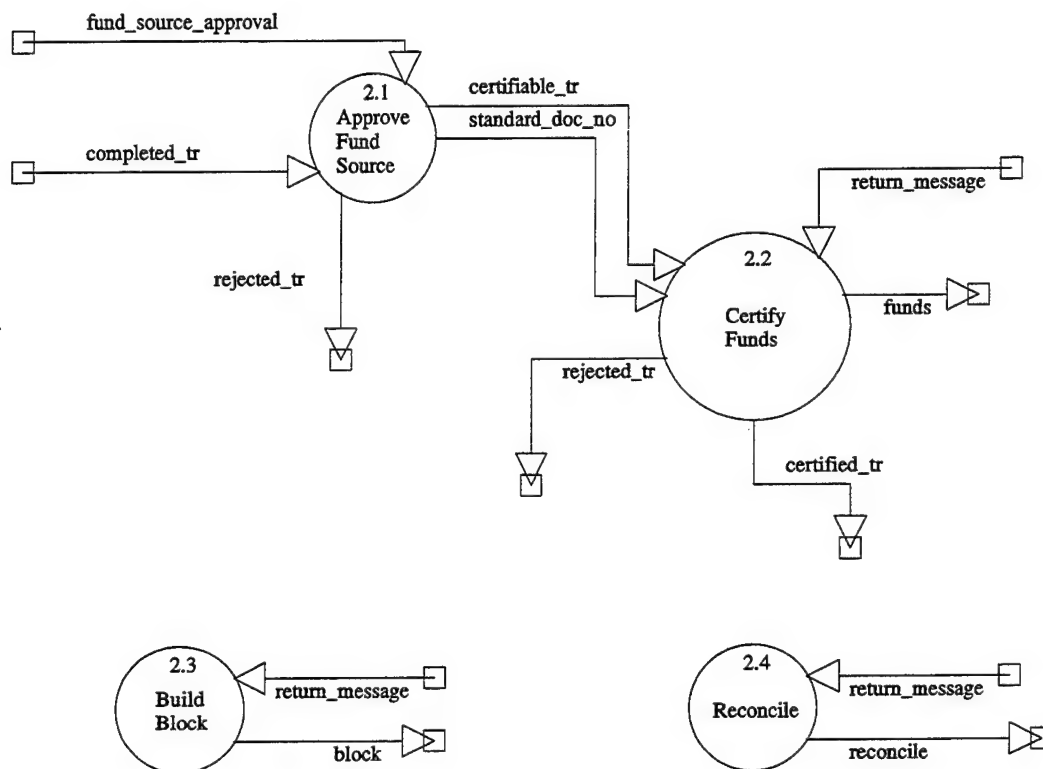 fund_source_approval
2.1
Approve
Fund
Source
certifiable_tr
standard_doc_no
completed_tr
return_message
2.2
Certify
Funds
rejected_tr
funds
rejected_tr
certified_tr
2.3
Build
Block
return_message
block
2.4
Reconcile
return_message
reconcile